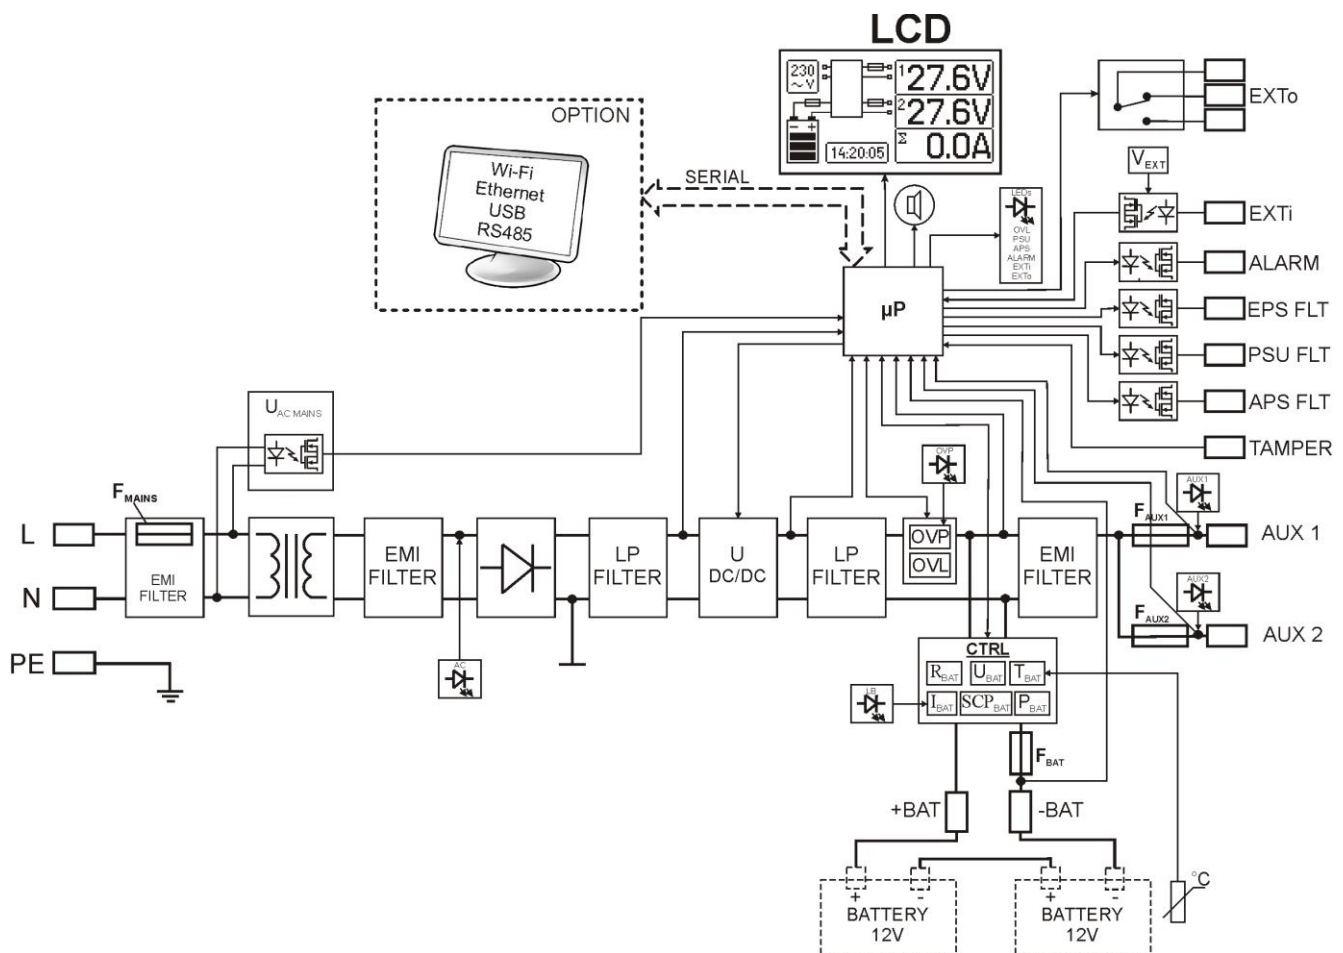 LCD
230
~ V
1 27.6V
2 27.6V
Σ 0.0A
14:20:05
- +
OPTION
Wi-Fi
Ethernet
USB
RS485
SERIAL
EXTo
VEXT
EXTi
LEDs
OVL
PSU
APS
ALARM
EXTi
EXTo
ALARM
µP
EPS FLT
PSU FLT
APS FLT
TAMPER
UAC MAINS
FMAINS
OVP
AUX1
FAUX1
L
EMI
FILTER
EMI
FILTER
LP
FILTER
U
DC/DC
LP
FILTER
OVP
OVL
EMI
FILTER
AUX 1
N
AUX2
FAUX2
AUX 2
PE
AC
CTRL
RBAT
UBAT
TBAT
LB
IBAT
SCPBAT
PBAT
FBAT
+BAT
-BAT
°C
+ -
BATTERY
12V
+ -
BATTERY
12V